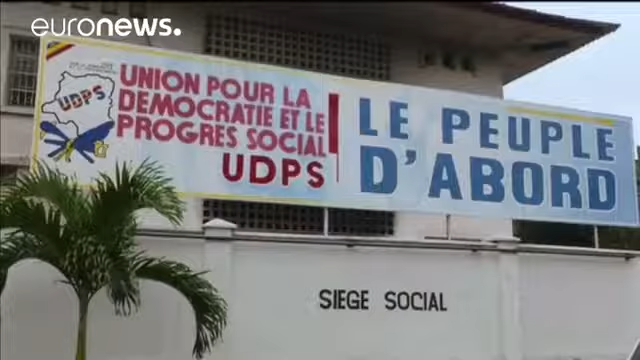 euronews.
UDPS
UNION POUR LA
DEMOCRATIE ET LE
PROGRES SOCIAL
UDPS
LE PEUPLE
D'ABORD
SIEGE SOCIAL